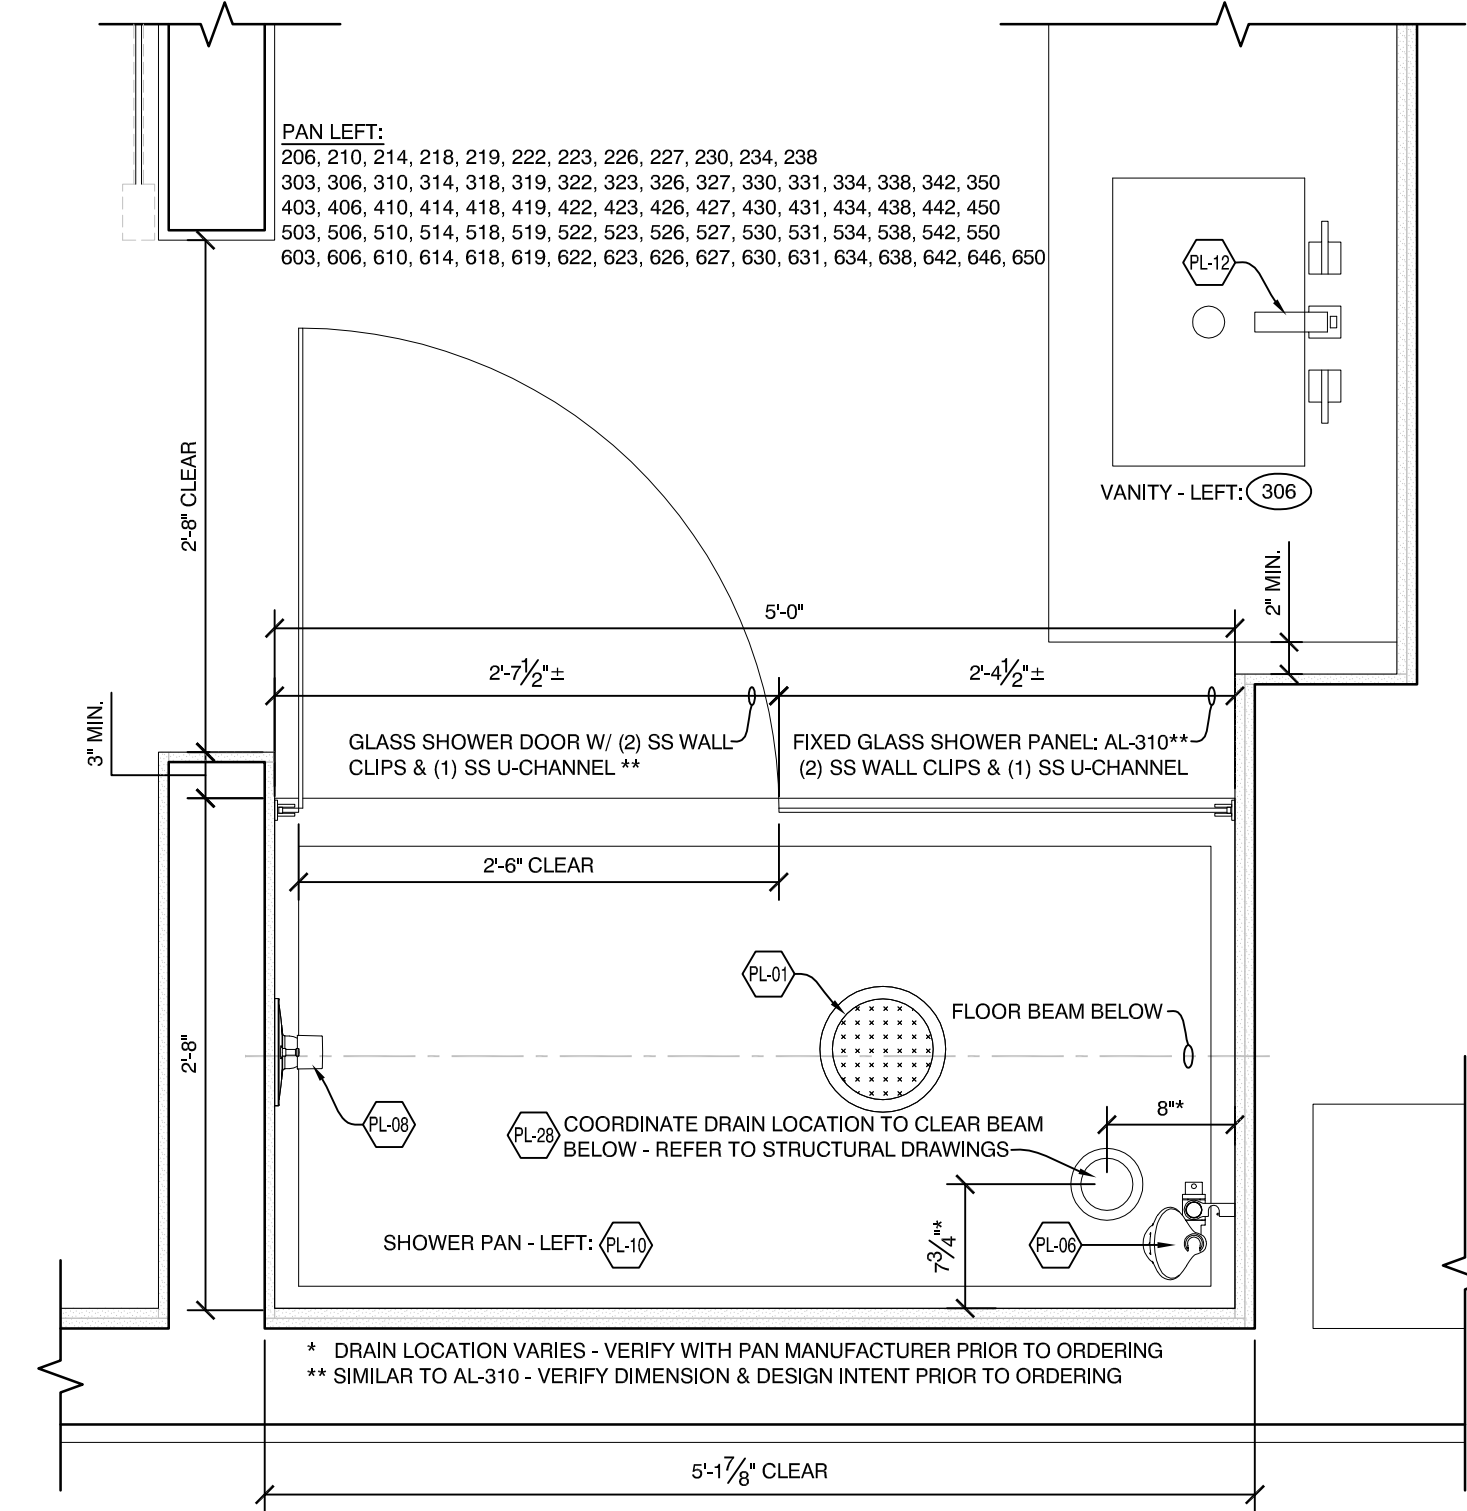 PAN LEFT:
206, 210, 214, 218, 219, 222, 223, 226, 227, 230, 234, 238
303, 306, 310, 314, 318, 319, 322, 323, 326, 327, 330, 331, 334, 338, 342, 350
403, 406, 410, 414, 418, 419, 422, 423, 426, 427, 430, 431, 434, 438, 442, 450
503, 506, 510, 514, 518, 519, 522, 523, 526, 527, 530, 531, 534, 538, 542, 550
603, 606, 610, 614, 618, 619, 622, 623, 626, 627, 630, 631, 634, 638, 642, 646, 650
PL-12
2'-8" CLEAR
VANITY - LEFT: 306
2" MIN.
5'-0"
2'-7 1/2" ±
2'-4 1/2" ±
3" MIN.
GLASS SHOWER DOOR W/ (2) SS WALL
CLIPS & (1) SS U-CHANNEL **
FIXED GLASS SHOWER PANEL: AL-310**
(2) SS WALL CLIPS & (1) SS U-CHANNEL
2'-6" CLEAR
PL-01
FLOOR BEAM BELOW
2'-8"
PL-08
PL-28
COORDINATE DRAIN LOCATION TO CLEAR BEAM
BELOW - REFER TO STRUCTURAL DRAWINGS
8"*
7 3/4"*
SHOWER PAN - LEFT: PL-10
PL-06
* DRAIN LOCATION VARIES - VERIFY WITH PAN MANUFACTURER PRIOR TO ORDERING
** SIMILAR TO AL-310 - VERIFY DIMENSION & DESIGN INTENT PRIOR TO ORDERING
5'-1 7/8" CLEAR